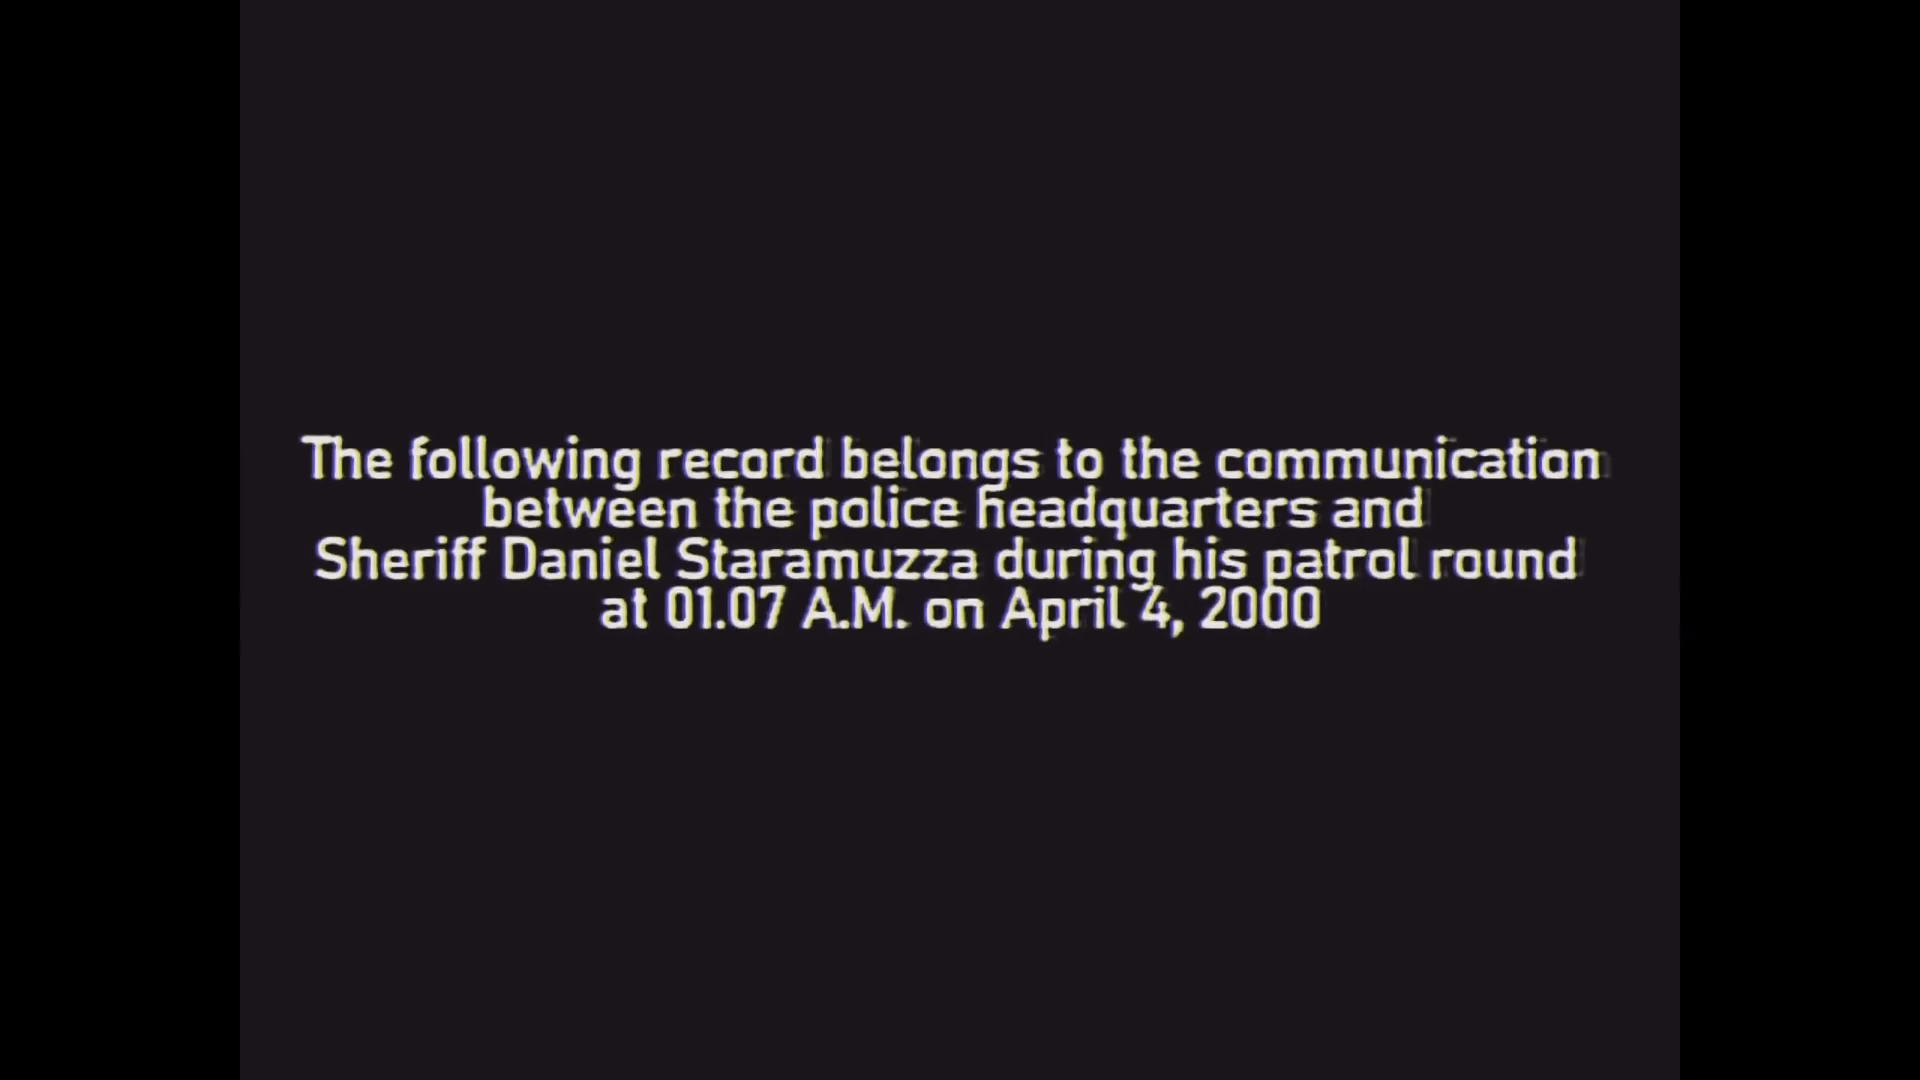 The following record belongs to the communication
between the police headquarters and
Sheriff Daniel Staramuzza during his patrol round
at 01.07 A.M. on April 4, 2000